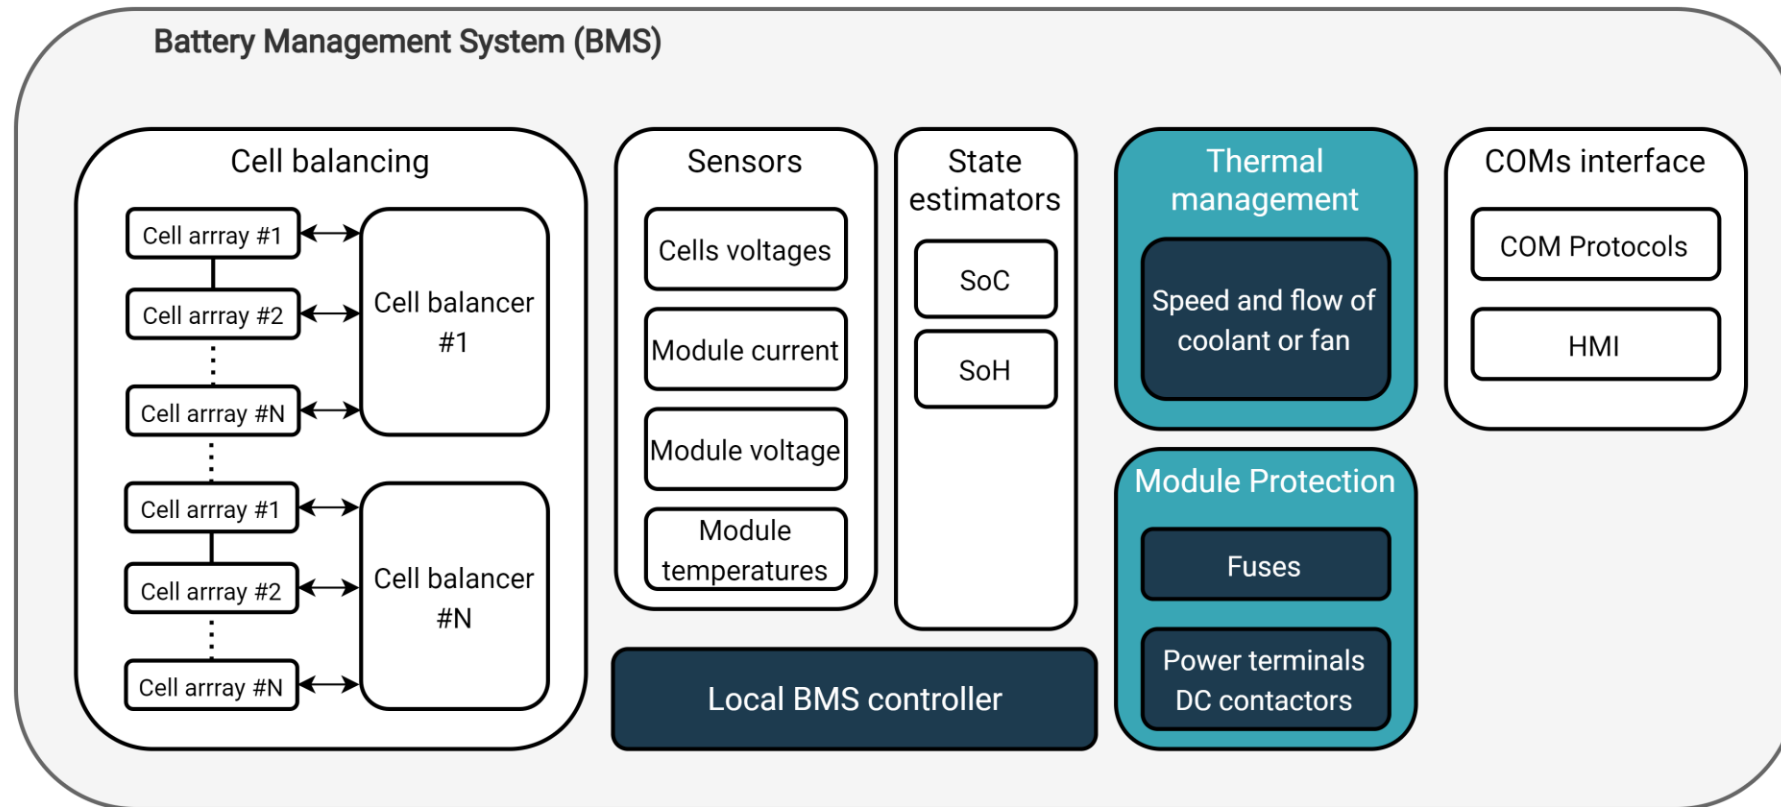 Battery Management System (BMS)
Cell balancing
Cell arrray #1
Cell arrray #2
Cell arrray #N
Cell balancer
#1
Cell arrray #1
Cell arrray #2
Cell arrray #N
Cell balancer
#N
Sensors
Cells voltages
Module current
Module voltage
Module
temperatures
State
estimators
SoC
SoH
Local BMS controller
Thermal
management
Speed and flow of
coolant or fan
Module Protection
Fuses
Power terminals
DC contactors
COMs interface
COM Protocols
HMI